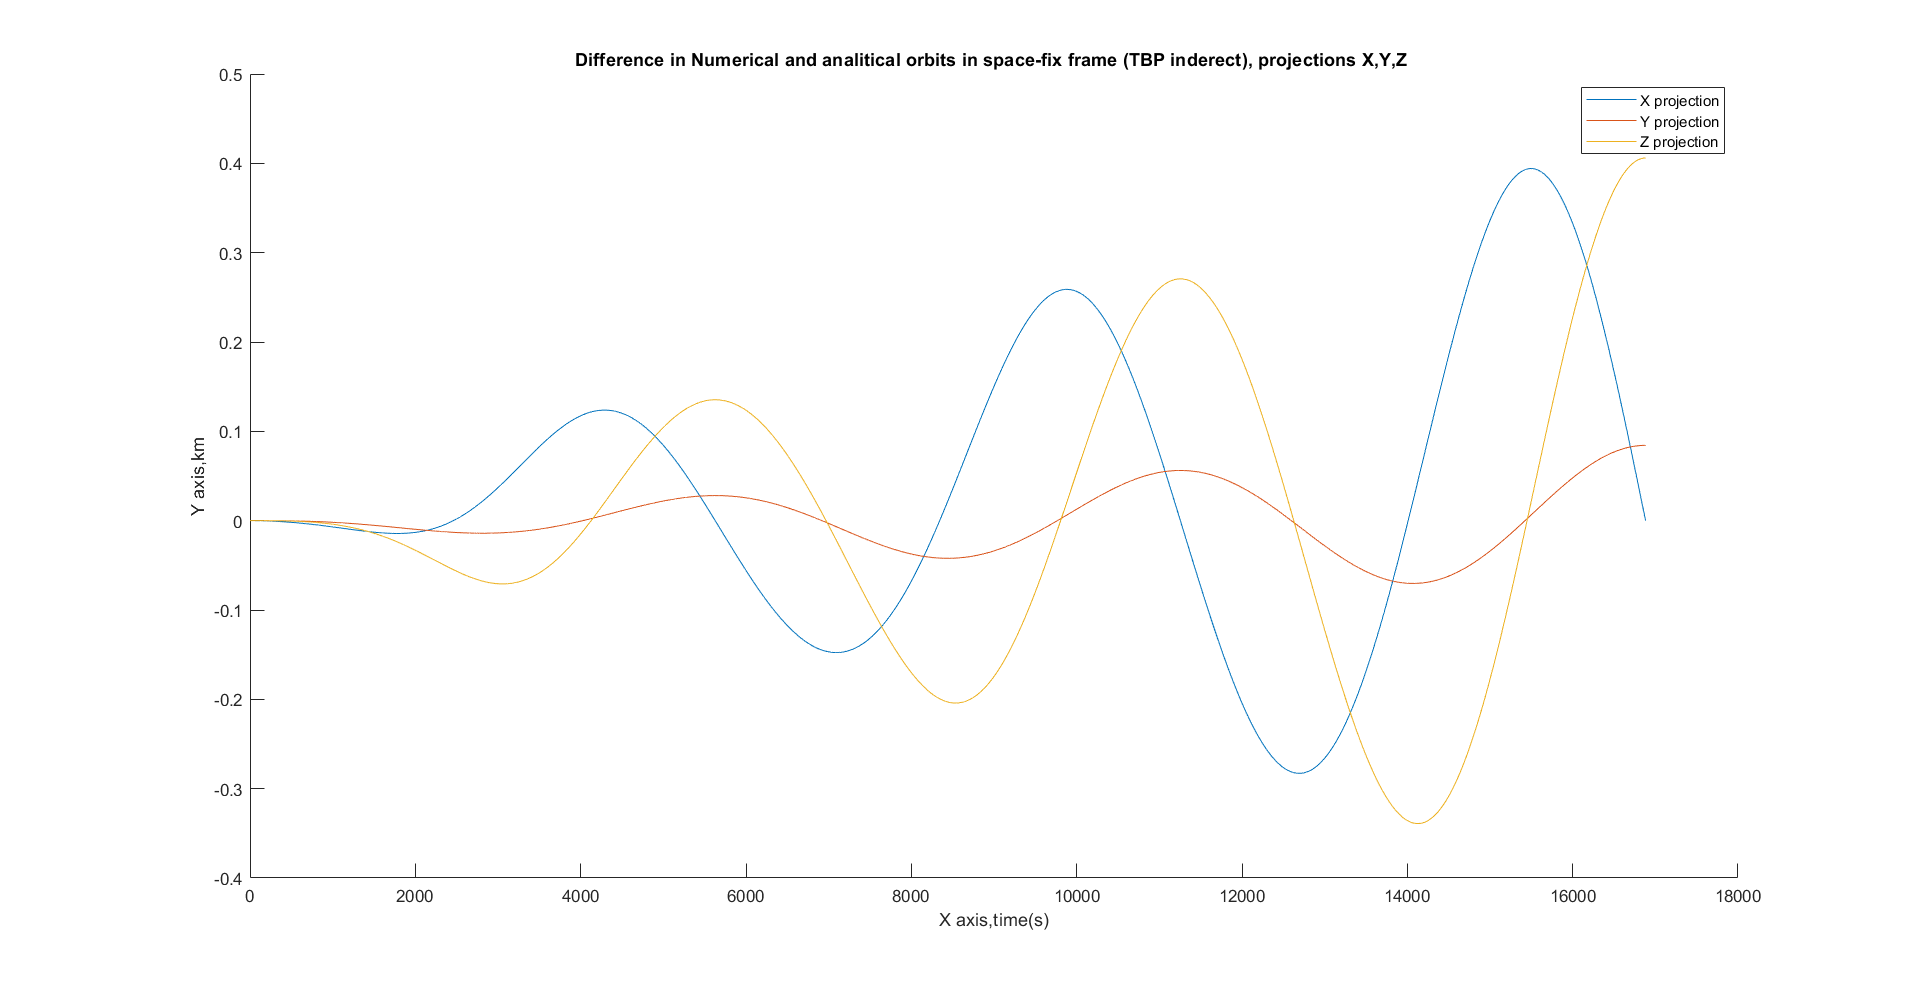 Difference in Numerical and analitical orbits in space-fix frame (TBP inderect), projections X,Y,Z
0.5
X projection
Y projection
Z projection
0.4
0.3
0.2
0.1
0
-0.1
-0.2
-0.3
-0.4
Y axis,km
0 2000 4000 6000 8000 10000 12000 14000 16000 18000
X axis,time(s)